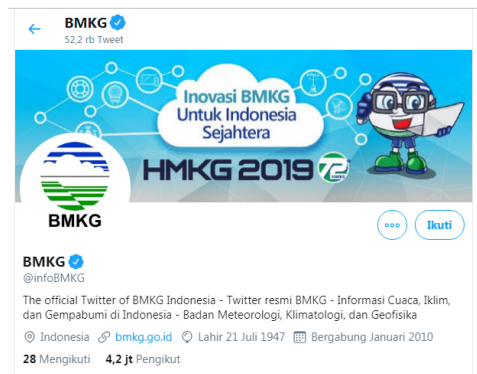 BMKG
52,2 rb Tweet
Inovasi BMKG
Untuk Indonesia
Sejahtera
HMKG 2019 72
BMKG
Ikuti
BMKG
@infoBMKG
The official Twitter of BMKG Indonesia - Twitter resmi BMKG - Informasi Cuaca, Iklim,
dan Gempabumi di Indonesia - Badan Meteorologi, Klimatologi, dan Geofisika
Indonesia bmkg.go.id Lahir 21 Juli 1947 Bergabung Januari 2010
28 Mengikuti 4,2 jt Pengikut